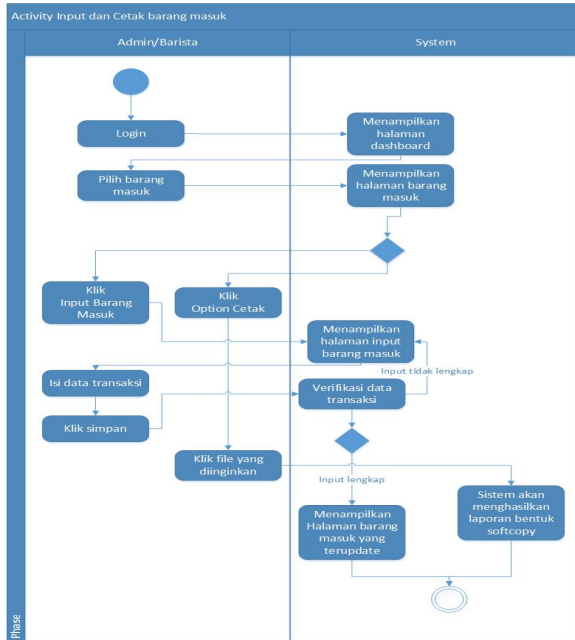 Activity Input dan Cetak barang masuk
Admin/Barista
System
Login
Menampilkan
halaman
dashboard
Pilih barang
masuk
Menampilkan
halaman barang
masuk
Klik
Input Barang
Masuk
Klik
Option Cetak
Menampilkan
halaman input
barang masuk
Input tidak lengkap
Isi data transaksi
Verifikasi data
transaksi
Klik simpan
Klik file yang
diinginkan
Input lengkap
Menampilkan
Halaman barang
masuk yang
terupdate
Sistem akan
menghasilkan
laporan bentuk
softcopy
Phase